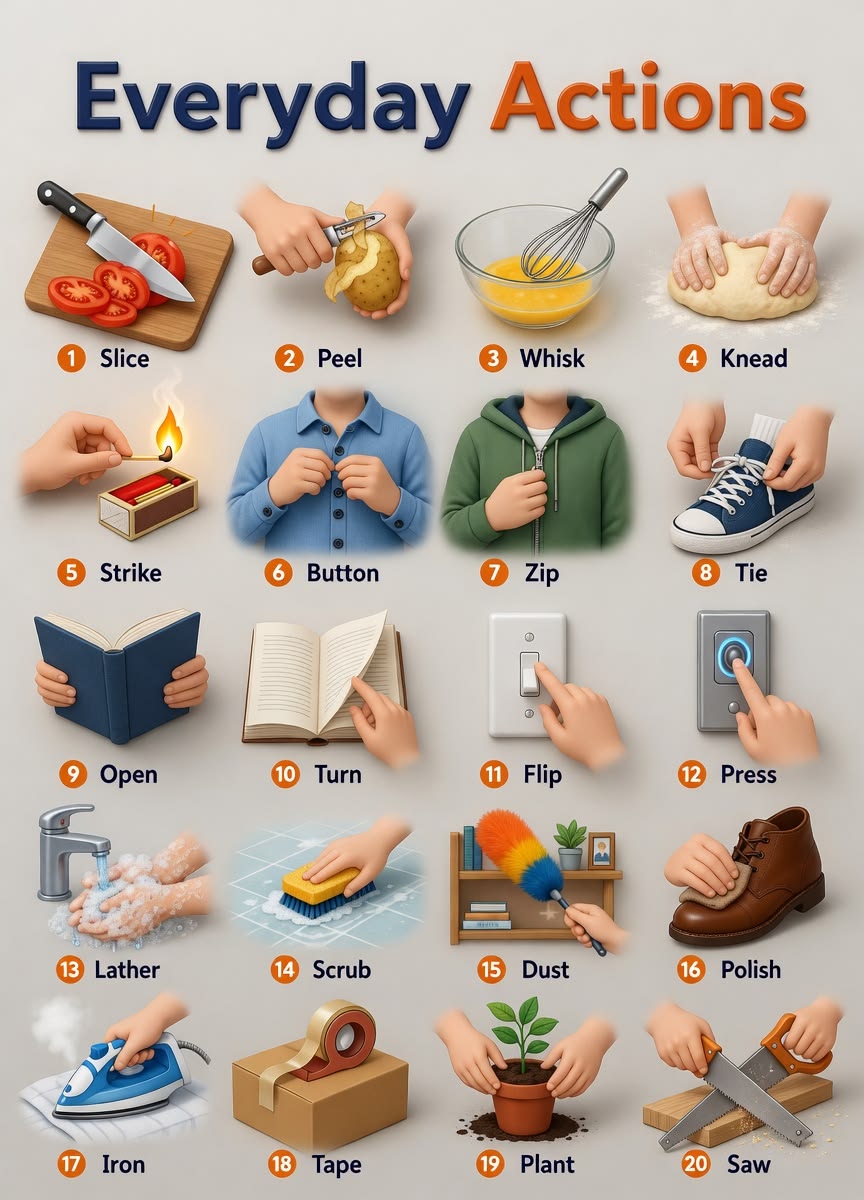 Everyday Actions
1 Slice
2 Peel
3 Whisk
4 Knead
5 Strike
6 Button
7 Zip
8 Tie
9 Open
10 Turn
11 Flip
12 Press
13 Lather
14 Scrub
15 Dust
16 Polish
17 Iron
18 Tape
19 Plant
20 Saw